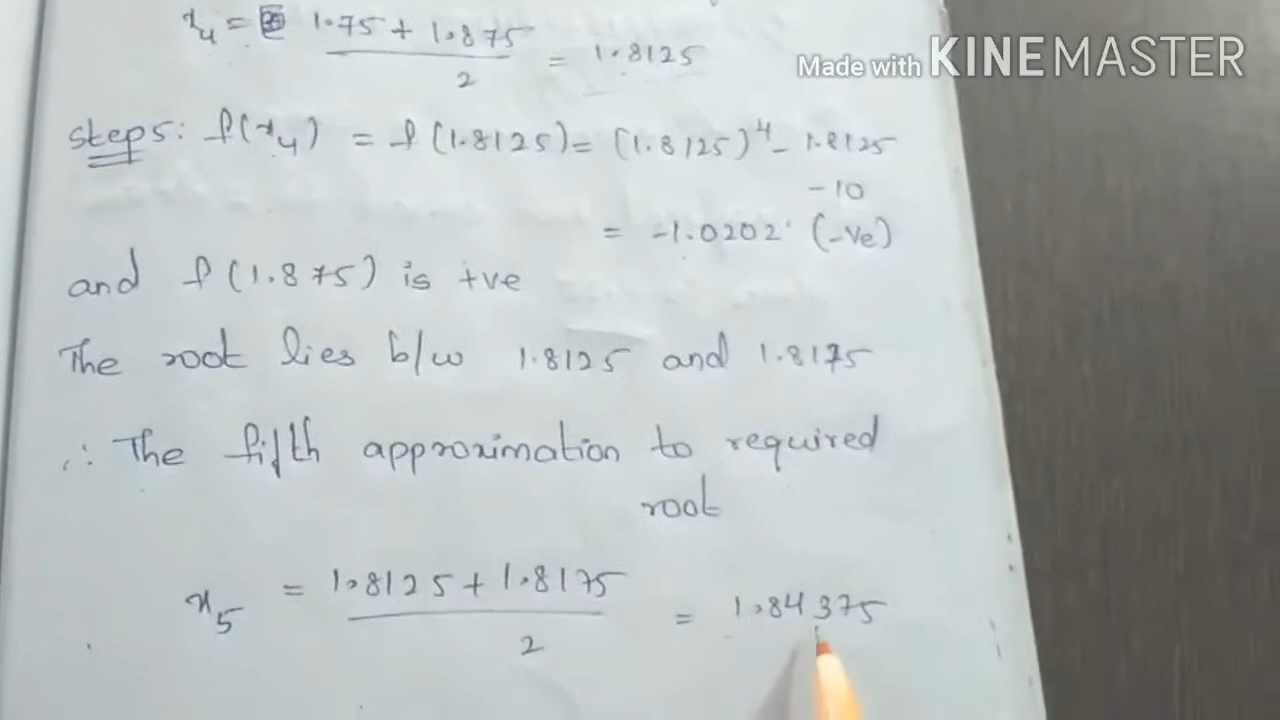 x₄ = 1.75 + 1.875 / 2 = 1.8125
Made with KINEMASTER
Step5: f(x₄) = f(1.8125) = (1.8125)⁴ - 1.8125
-10
= -1.0202 (-ve)
and f(1.875) is +ve
The root lies b/w 1.8125 and 1.8175
∴ The fifth approximation to required
root
x₅ = 1.8125 + 1.8175 / 2 = 1.84375